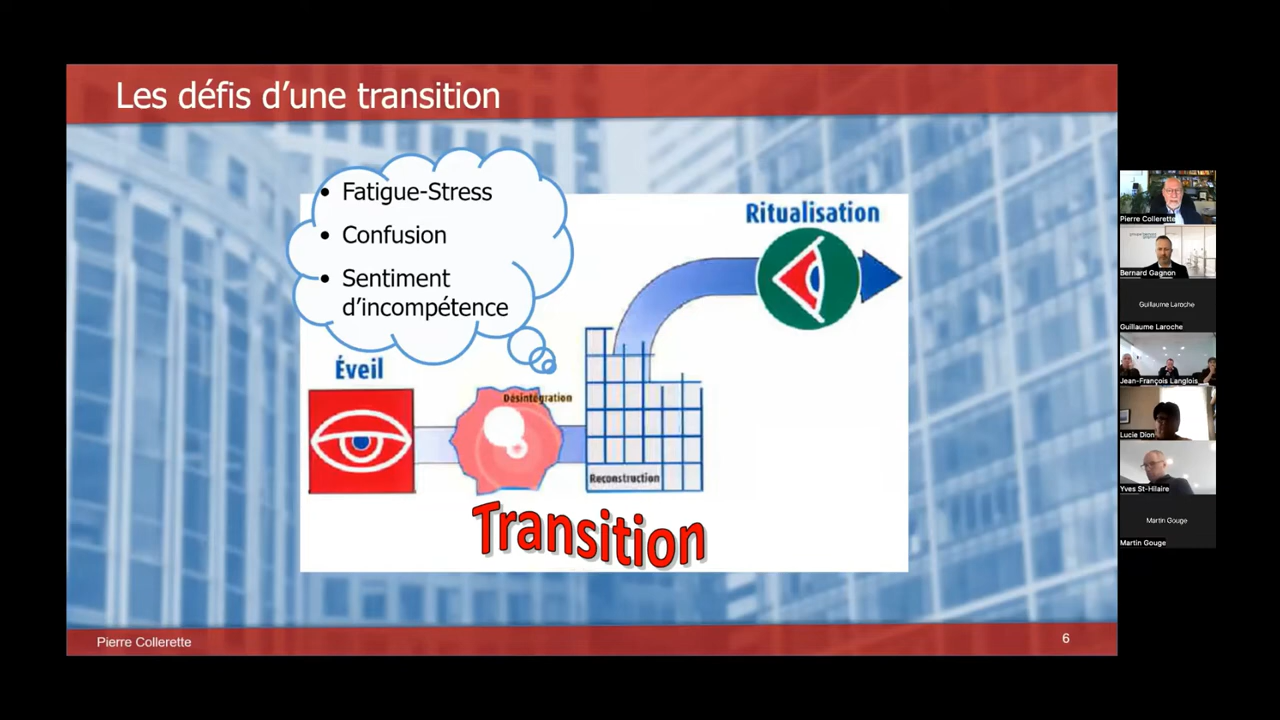 Les défis d'une transition
• Fatigue-Stress
• Confusion
• Sentiment
d'incompétence
Ritualisation
Éveil
Désintégration
Reconstruction
Transition
Pierre Collerette
6
Pierre Collerette
Bernard Gagnon
Guillaume Laroche
Guillaume Laroche
Jean-François Langlois
Lucie Dion
Yves St-Hilaire
Martin Gouge
Martin Gouge